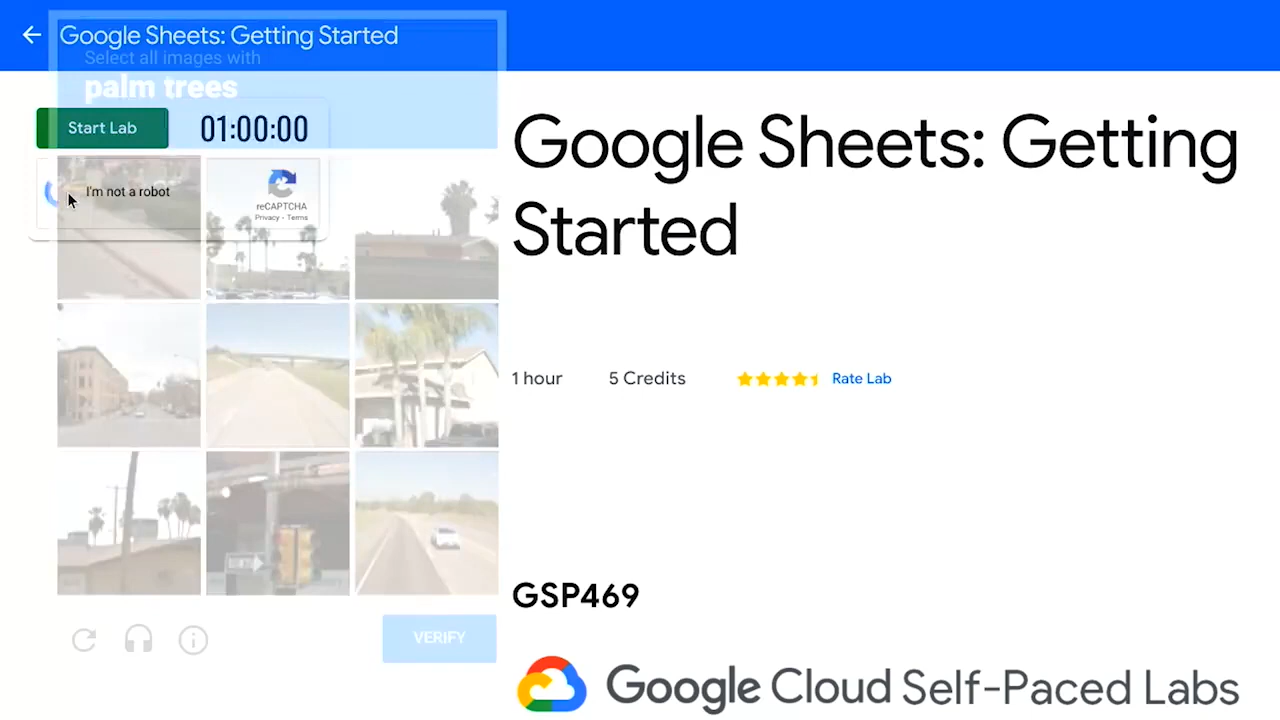 Google Sheets: Getting Started
Select all images with
palm trees
Start Lab
01:00:00
I'm not a robot
reCAPTCHA
Privacy - Terms
VERIFY
Google Sheets: Getting
Started
1 hour
5 Credits
Rate Lab
GSP469
Google Cloud Self-Paced Labs